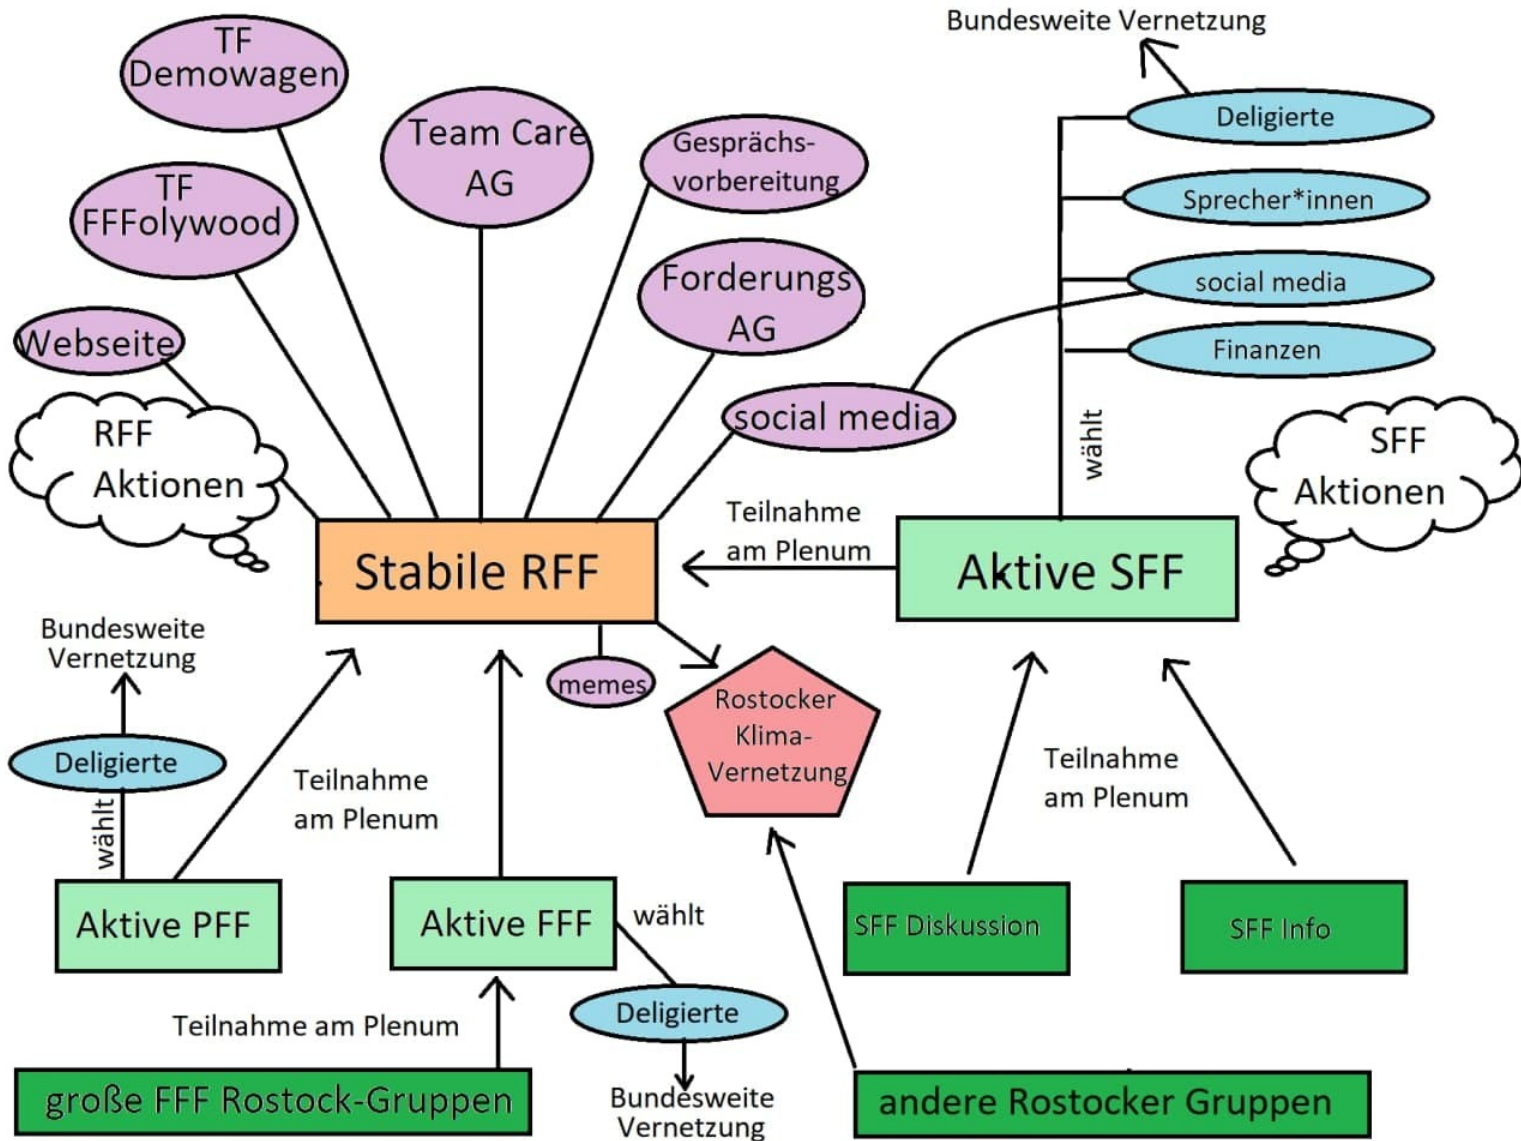 Bundesweite Vernetzung
TF
Demowagen
Team Care
AG
Gesprächs-
vorbereitung
Deligierte
TF
FFFolywood
Sprecher*innen
Forderungs
AG
social media
Webseite
Finanzen
social media
wählt
RFF
Aktionen
SFF
Aktionen
Teilnahme
am Plenum
Stabile RFF
Aktive SFF
Bundesweite
Vernetzung
memes
Rostocker
Klima-
Vernetzung
Deligierte
Teilnahme
am Plenum
Teilnahme
am Plenum
wählt
Aktive PFF
Aktive FFF
wählt
SFF Diskussion
SFF Info
Teilnahme am Plenum
Deligierte
große FFF Rostock-Gruppen
Bundesweite
Vernetzung
andere Rostocker Gruppen